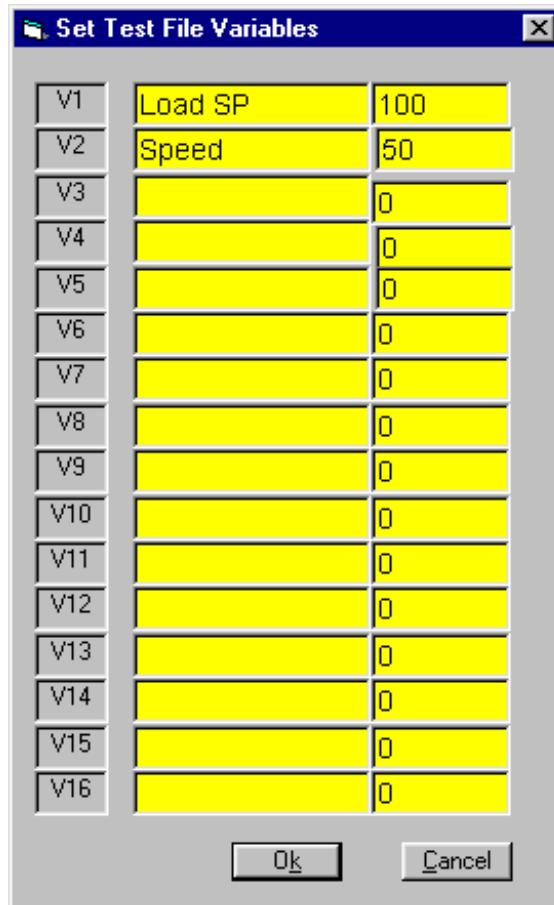 Set Test File Variables
V1 Load SP 100
V2 Speed 50
V3 0
V4 0
V5 0
V6 0
V7 0
V8 0
V9 0
V10 0
V11 0
V12 0
V13 0
V14 0
V15 0
V16 0
Ok Cancel